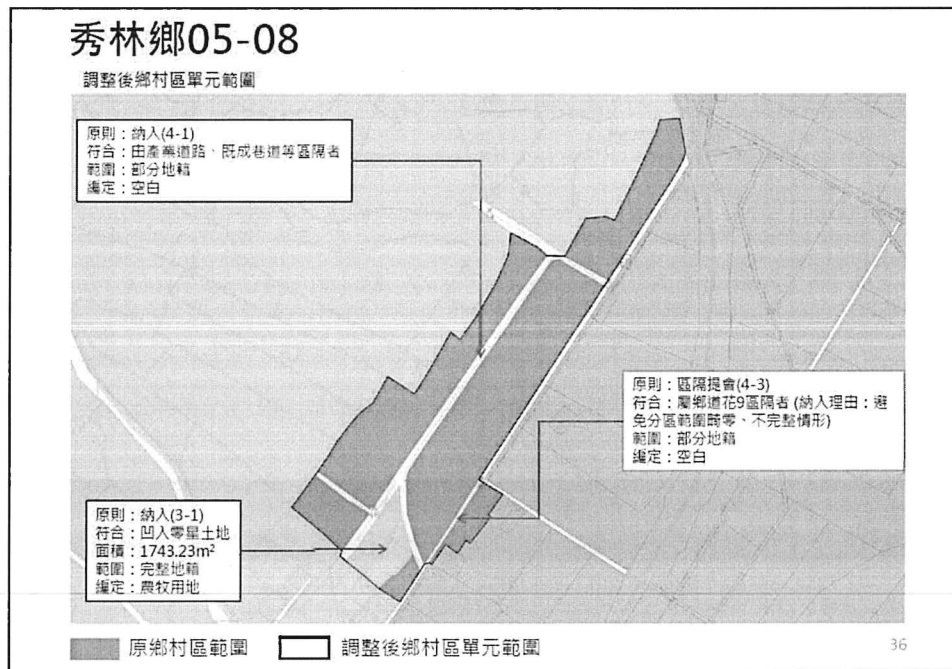 秀林鄉05-08
調整後鄉村區單元範圍
原則：納入(4-1)
符合：由產業道路、既成巷道等區隔者
範圍：部分地籍
編定：空白
原則：區隔提會(4-3)
符合：屬鄉道花9區隔者 (納入理由：避
免分區範圍畸零、不完整情形)
範圍：部分地籍
編定：空白
原則：納入(3-1)
符合：凹入零星土地
面積：1743.23m²
範圍：完整地籍
編定：農牧用地
原鄉村區範圍
調整後鄉村區單元範圍
36